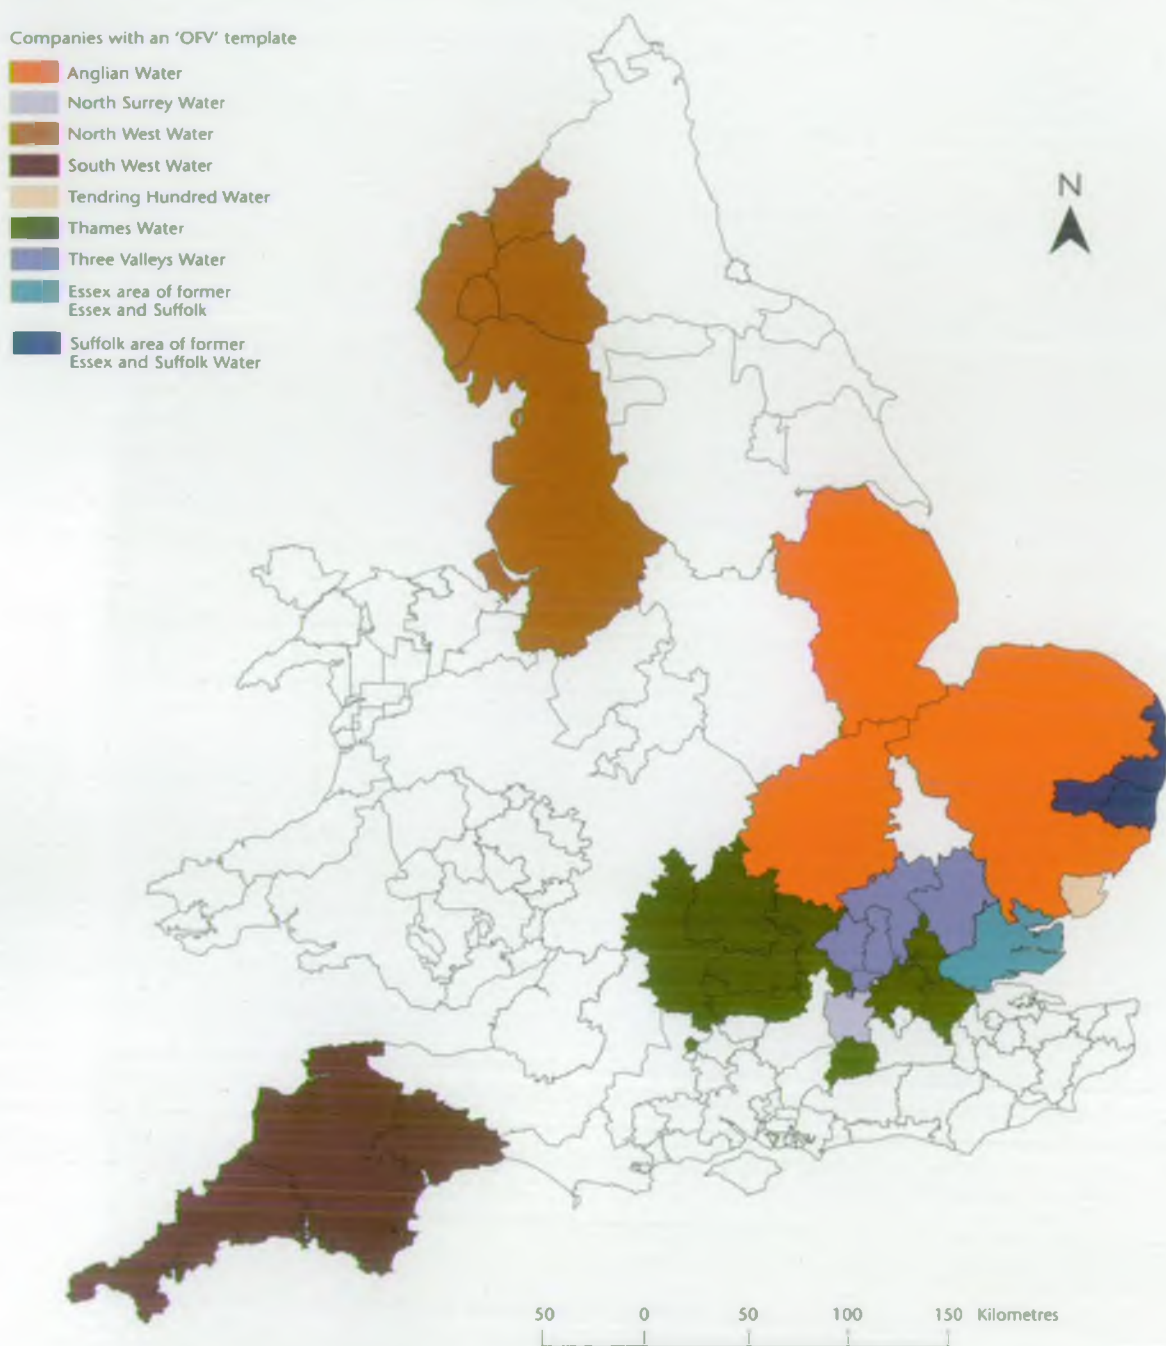 Companies with an 'OFV' template
Anglian Water
North Surrey Water
North West Water
South West Water
Tendring Hundred Water
Thames Water
Three Valleys Water
Essex area of former
Essex and Suffolk
Suffolk area of former
Essex and Suffolk Water
N
50 0 50 100 150 Kilometres